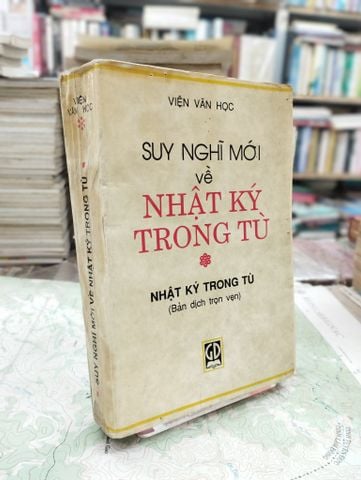 VIỆN VĂN HỌC
SUY NGHĨ MỚI
về
NHẬT KÝ
TRONG TÙ
NHẬT KÝ TRONG TÙ
(Bản dịch trọn vẹn)
GD
VIỆN
VĂN HỌC
SUY NGHĨ MỚI VỀ NHẬT KÝ TRONG TÙ